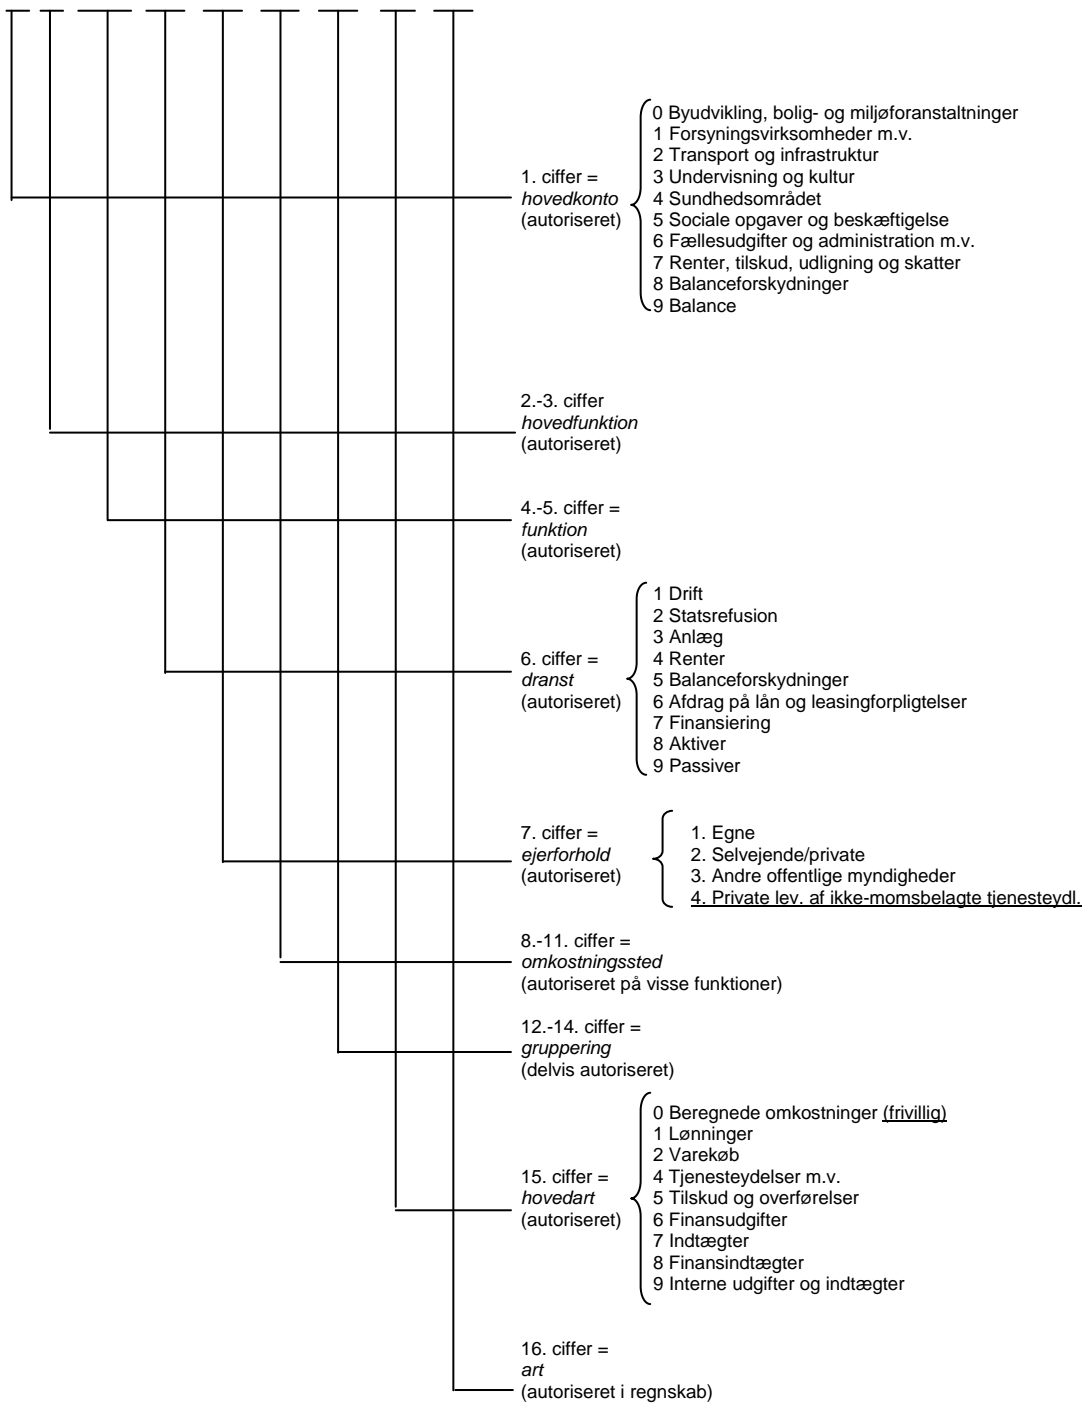 0 Byudvikling, bolig- og miljøforanstaltninger
1 Forsyningsvirksomheder m.v.
2 Transport og infrastruktur
1. ciffer =
3 Undervisning og kultur
hovedkonto
4 Sundhedsområdet
(autoriseret)
5 Sociale opgaver og beskæftigelse
6 Fællesudgifter og administration m.v.
7 Renter, tilskud, udligning og skatter
8 Balanceforskydninger
9 Balance
2.-3. ciffer
hovedfunktion
(autoriseret)
4.-5. ciffer =
funktion
(autoriseret)
1 Drift
2 Statsrefusion
3 Anlæg
6. ciffer =
4 Renter
dranst
5 Balanceforskydninger
(autoriseret)
6 Afdrag på lån og leasingforpligtelser
7 Finansiering
8 Aktiver
9 Passiver
7. ciffer =
1. Egne
ejerforhold
2. Selvejende/private
(autoriseret)
3. Andre offentlige myndigheder
4. Private lev. af ikke-momsbelagte tjenesteydl.
8.-11. ciffer =
omkostningssted
(autoriseret på visse funktioner)
12.-14. ciffer =
gruppering
(delvis autoriseret)
0 Beregnede omkostninger (frivillig)
1 Lønninger
2 Varekøb
15. ciffer =
4 Tjenesteydelser m.v.
hovedart
5 Tilskud og overførelser
(autoriseret)
6 Finansudgifter
7 Indtægter
8 Finansindtægter
9 Interne udgifter og indtægter
16. ciffer =
art
(autoriseret i regnskab)